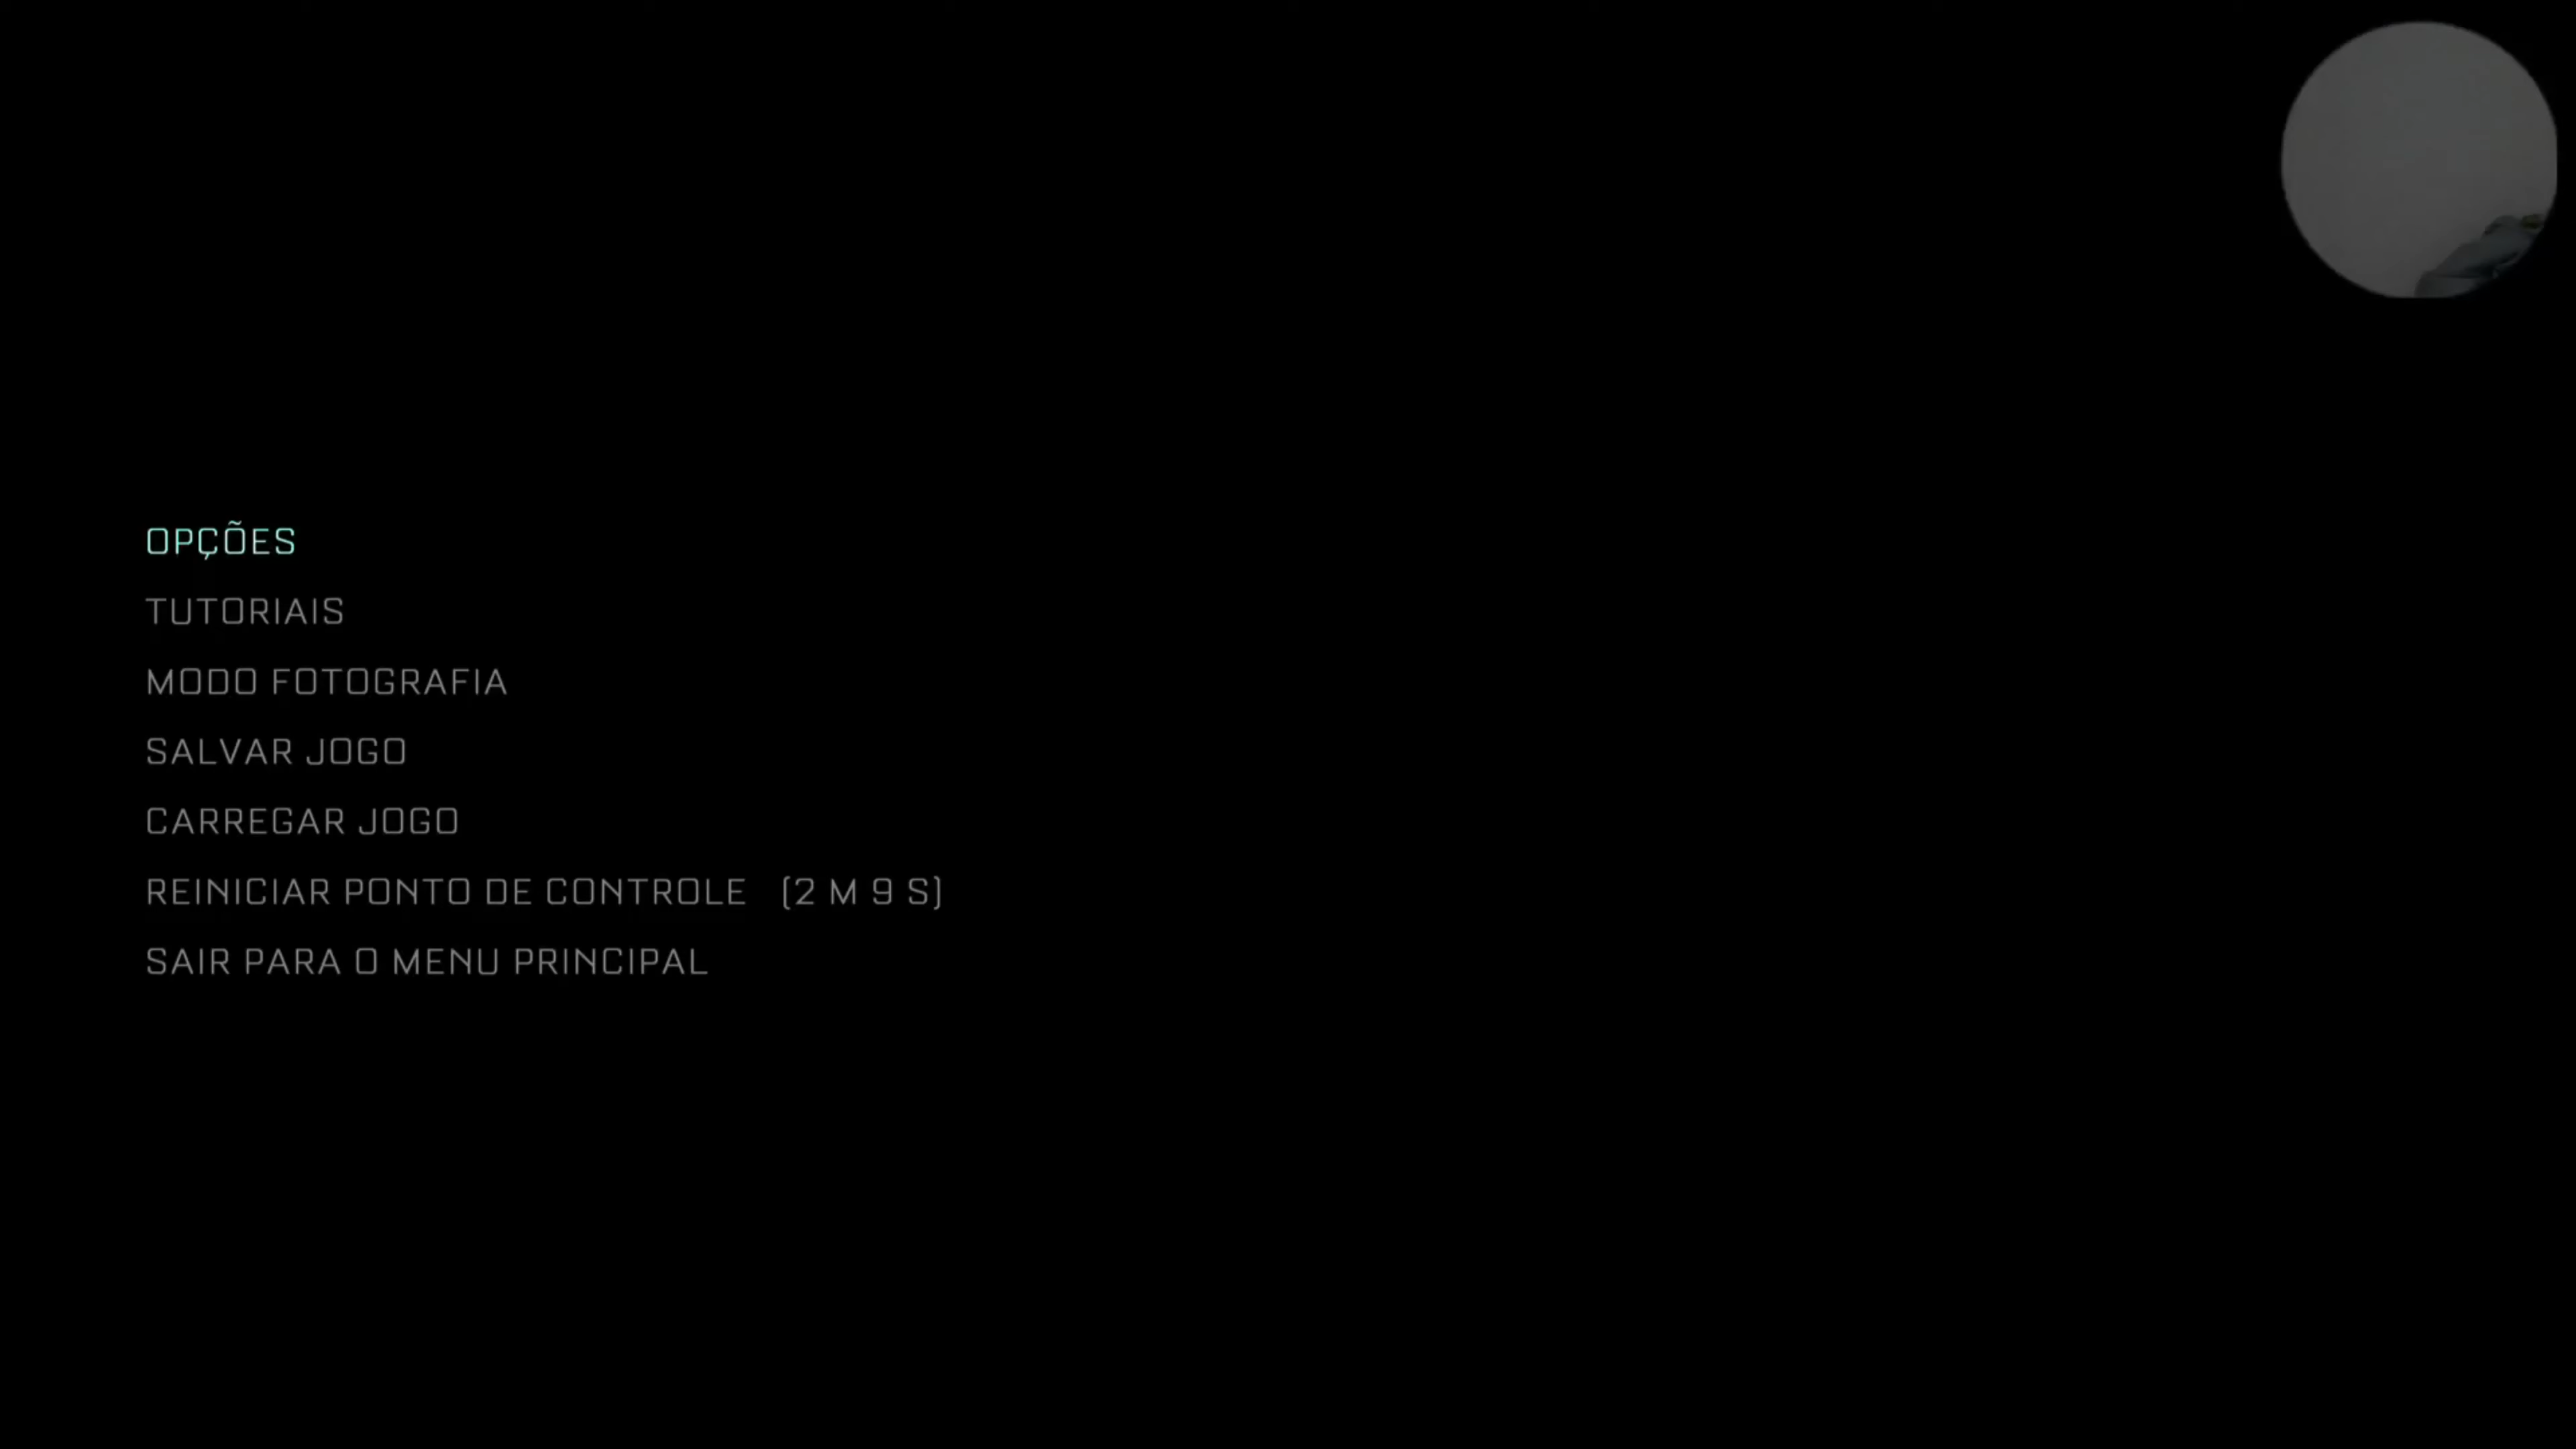 OPÇÕES
TUTORIAIS
MODO FOTOGRAFIA
SALVAR JOGO
CARREGAR JOGO
REINICIAR PONTO DE CONTROLE (2 M 9 S)
SAIR PARA O MENU PRINCIPAL